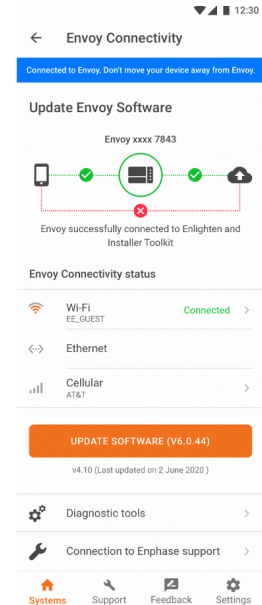 12:30
Envoy Connectivity
Connected to Envoy. Don't move your device away from Envoy.
Update Envoy Software
Envoy xxxx 7843
Envoy successfully connected to Enlighten and
Installer Toolkit
Envoy Connectivity status
Wi-Fi
EE_GUEST
Connected
Ethernet
Cellular
AT&T
UPDATE SOFTWARE (V6.0.44)
v4.10 (Last updated on 2 June 2020 )
Diagnostic tools
Connection to Enphase support
Systems Support Feedback Settings